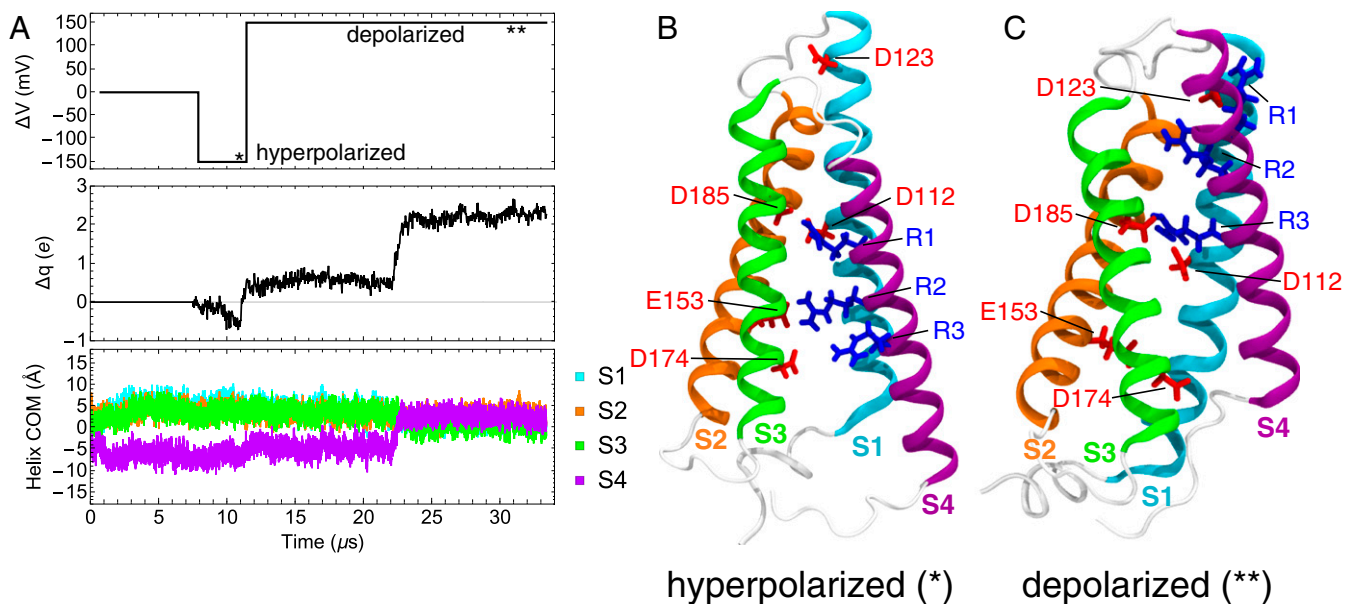 A
ΔV (mV)
150
100
50
0
−50
−100
−150
depolarized **
* hyperpolarized
Δq (e)
3
2
1
0
−1
Helix COM (Å)
15
10
5
0
−5
−10
−15
0 5 10 15 20 25 30
Time (μs)
S1
S2
S3
S4
B
D123
D185
D112
R1
E153
R2
R3
D174
S2
S3
S1
S4
hyperpolarized (*)
C
D123
R1
R2
D185
R3
D112
E153
D174
S2
S3
S1
S4
depolarized (**)